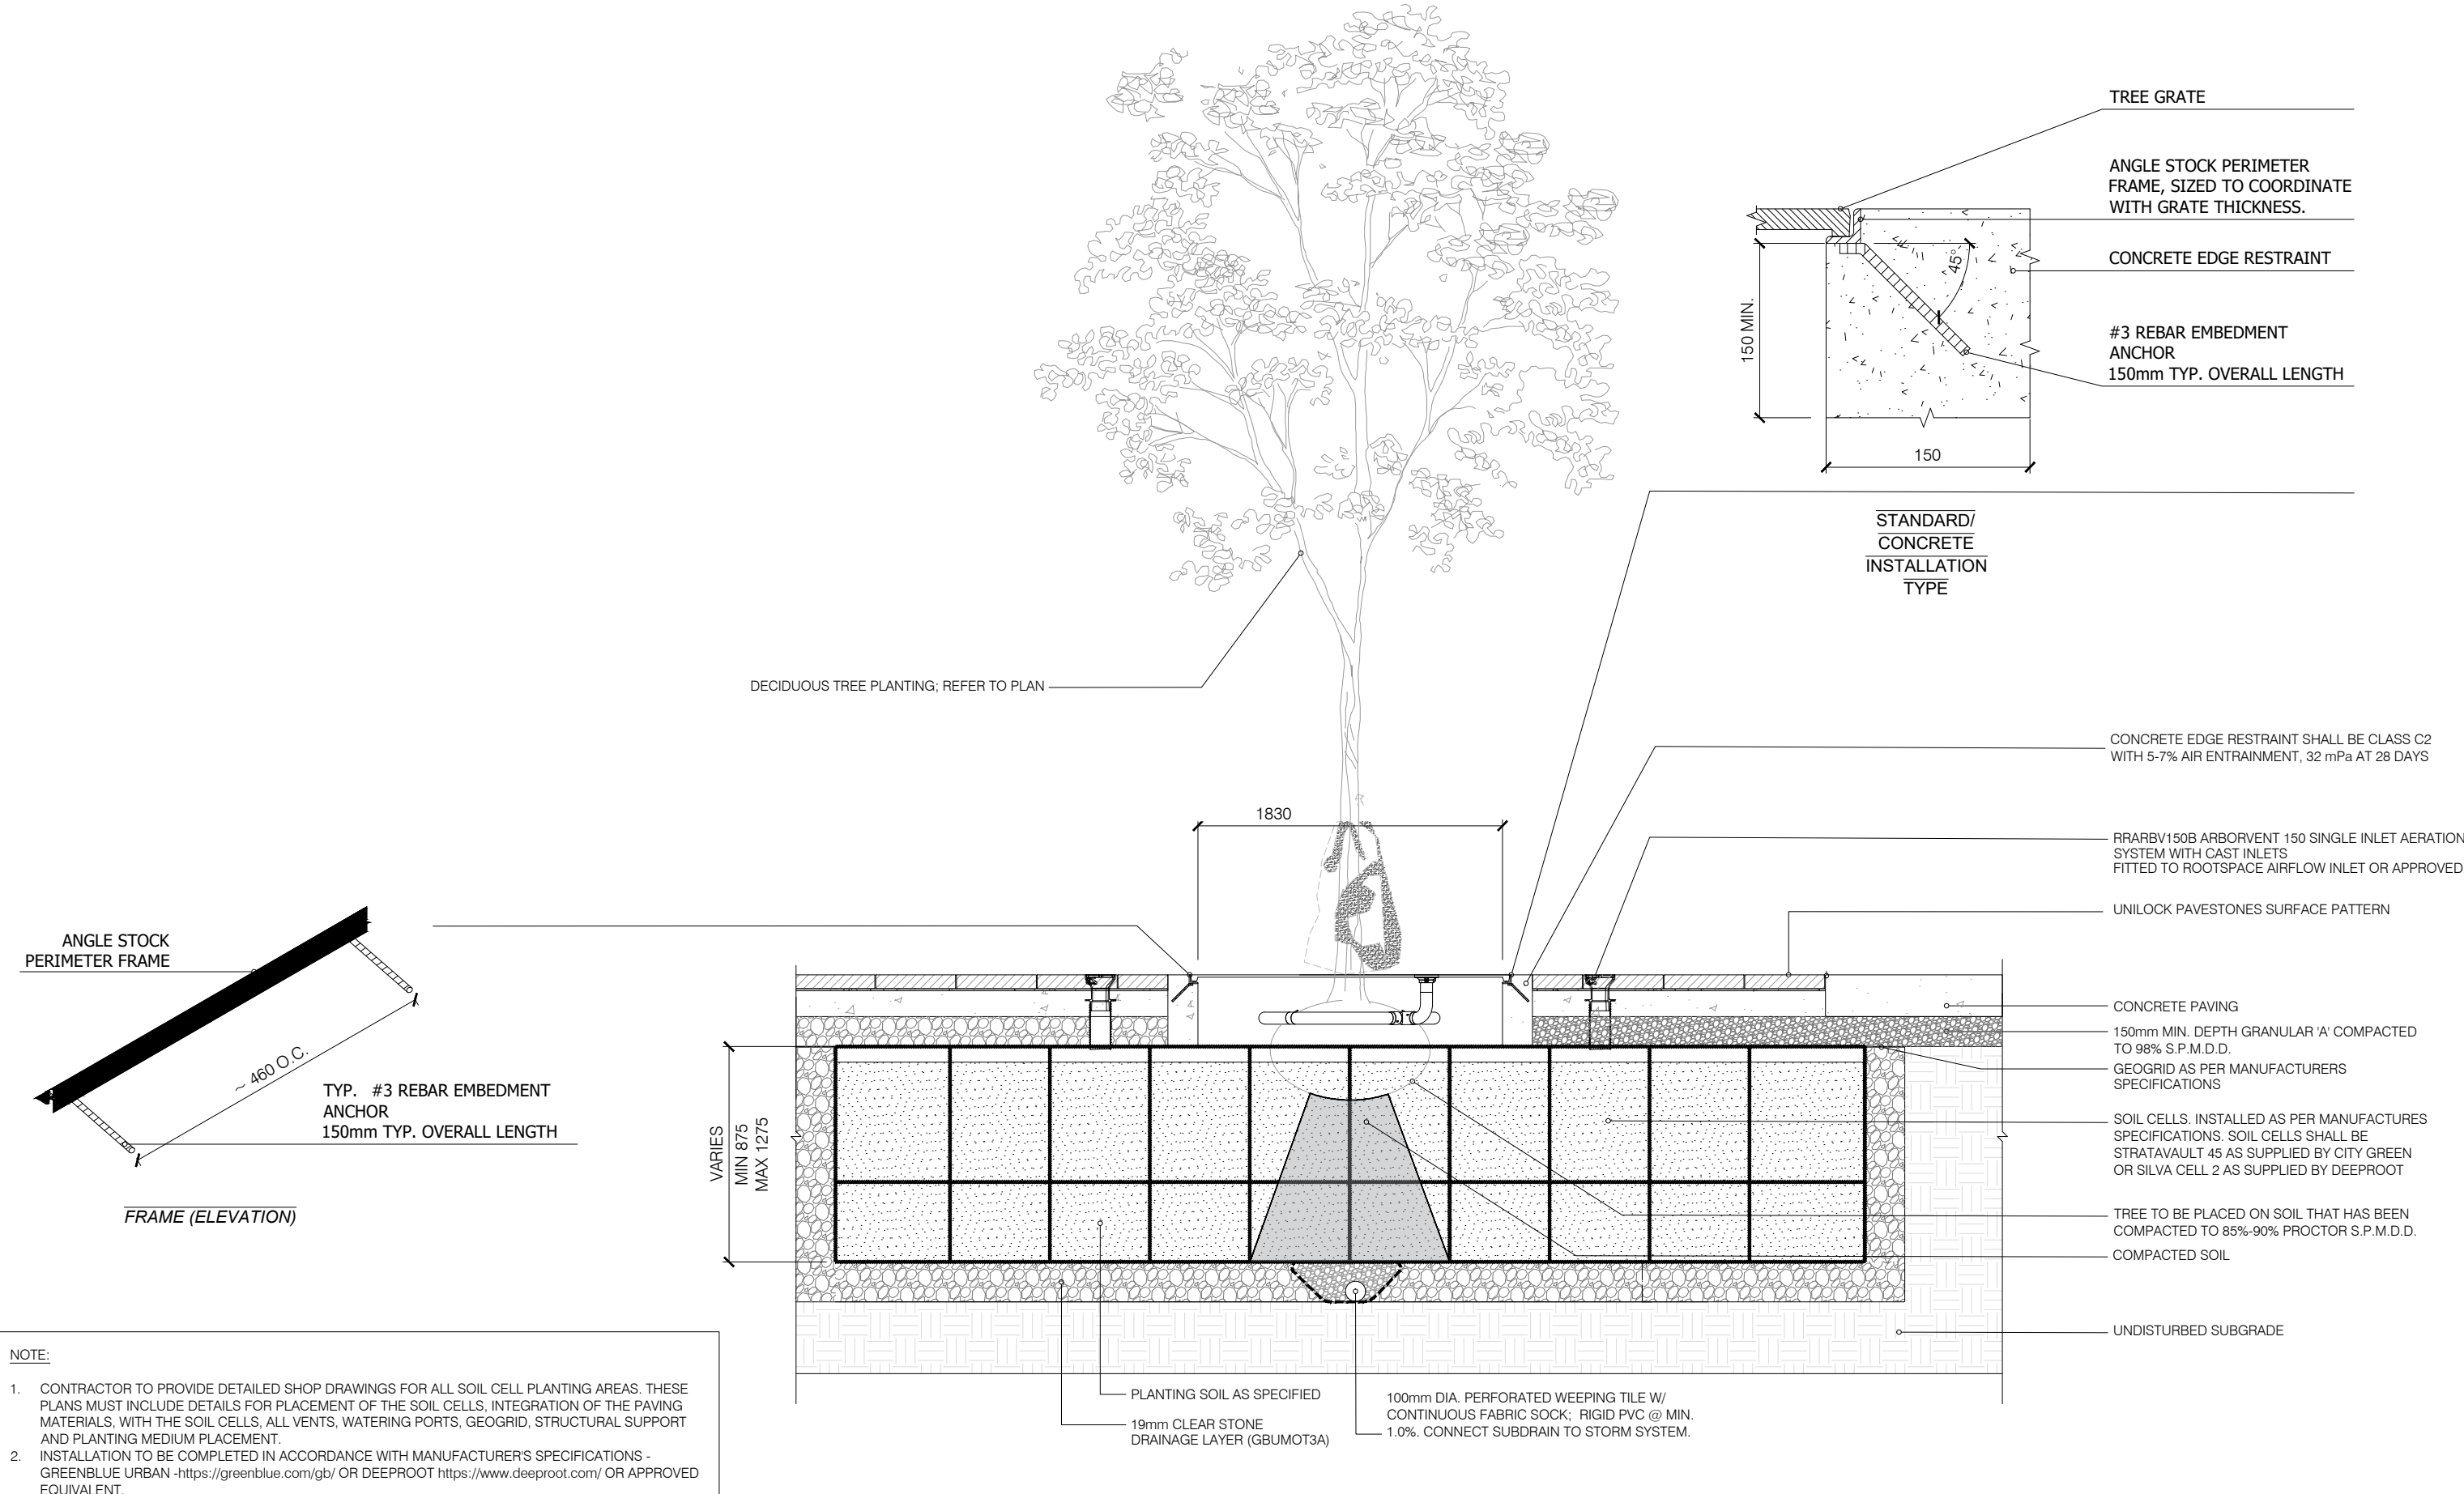 TREE GRATE
ANGLE STOCK PERIMETER
FRAME, SIZED TO COORDINATE
WITH GRATE THICKNESS.
CONCRETE EDGE RESTRAINT
#3 REBAR EMBEDMENT
ANCHOR
150mm TYP. OVERALL LENGTH
45°
150 MIN.
150
STANDARD/
CONCRETE
INSTALLATION
TYPE
DECIDUOUS TREE PLANTING; REFER TO PLAN
CONCRETE EDGE RESTRAINT SHALL BE CLASS C2
WITH 5-7% AIR ENTRAINMENT, 32 mPa AT 28 DAYS
1830
RRARBV150B ARBORVENT 150 SINGLE INLET AERATION
SYSTEM WITH CAST INLETS
FITTED TO ROOTSPACE AIRFLOW INLET OR APPROVED
UNILOCK PAVESTONES SURFACE PATTERN
CONCRETE PAVING
150mm MIN. DEPTH GRANULAR 'A' COMPACTED
TO 98% S.P.M.D.D.
GEOGRID AS PER MANUFACTURERS
SPECIFICATIONS
SOIL CELLS. INSTALLED AS PER MANUFACTURES
SPECIFICATIONS. SOIL CELLS SHALL BE
STRATAVAULT 45 AS SUPPLIED BY CITY GREEN
OR SILVA CELL 2 AS SUPPLIED BY DEEPROOT
TREE TO BE PLACED ON SOIL THAT HAS BEEN
COMPACTED TO 85%-90% PROCTOR S.P.M.D.D.
COMPACTED SOIL
UNDISTURBED SUBGRADE
ANGLE STOCK
PERIMETER FRAME
~ 460 O.C.
TYP. #3 REBAR EMBEDMENT
ANCHOR
150mm TYP. OVERALL LENGTH
FRAME (ELEVATION)
VARIES
MIN 875
MAX 1275
PLANTING SOIL AS SPECIFIED
19mm CLEAR STONE
DRAINAGE LAYER (GBUMOT3A)
100mm DIA. PERFORATED WEEPING TILE W/
CONTINUOUS FABRIC SOCK; RIGID PVC @ MIN.
1.0%. CONNECT SUBDRAIN TO STORM SYSTEM.
NOTE:
1. CONTRACTOR TO PROVIDE DETAILED SHOP DRAWINGS FOR ALL SOIL CELL PLANTING AREAS. THESE
PLANS MUST INCLUDE DETAILS FOR PLACEMENT OF THE SOIL CELLS, INTEGRATION OF THE PAVING
MATERIALS, WITH THE SOIL CELLS, ALL VENTS, WATERING PORTS, GEOGRID, STRUCTURAL SUPPORT
AND PLANTING MEDIUM PLACEMENT.
2. INSTALLATION TO BE COMPLETED IN ACCORDANCE WITH MANUFACTURER'S SPECIFICATIONS -
GREENBLUE URBAN -https://greenblue.com/gb/ OR DEEPROOT https://www.deeproot.com/ OR APPROVED
EQUIVALENT.